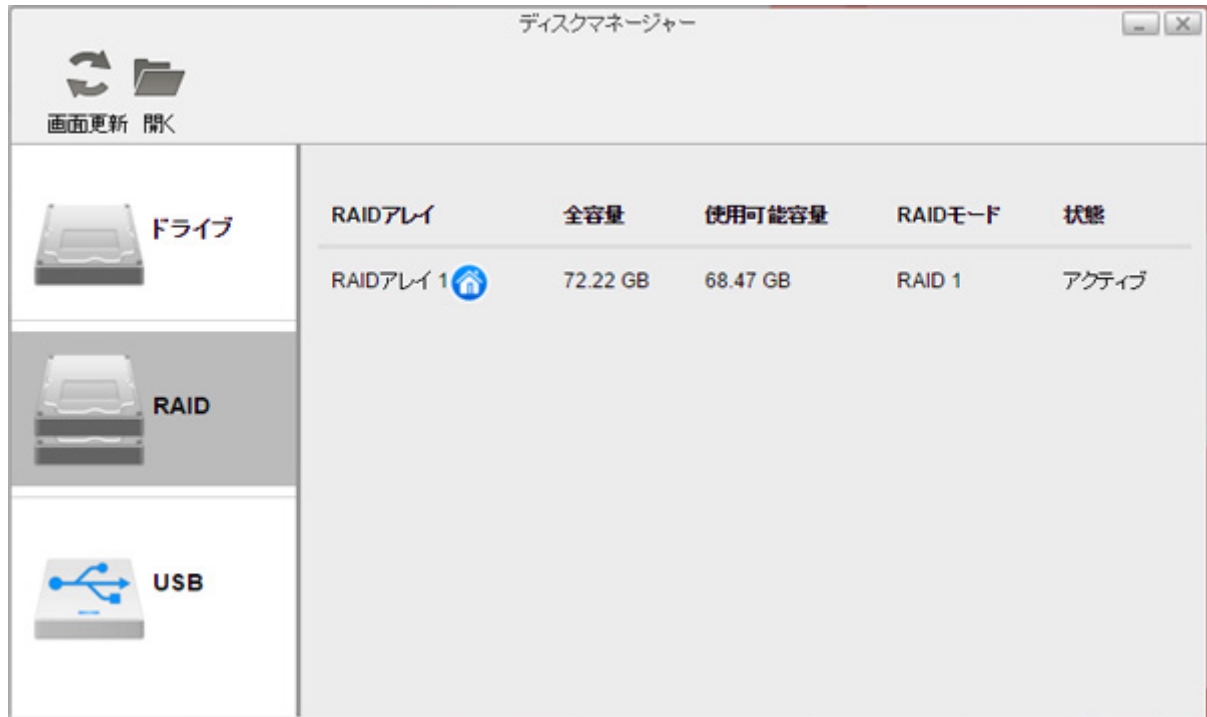 ディスクマネージャー
画面更新 開く
ドライブ
RAID
USB
RAIDアレイ 全容量 使用可能容量 RAIDモード 状態
RAIDアレイ 1 72.22 GB 68.47 GB RAID 1 アクティブ